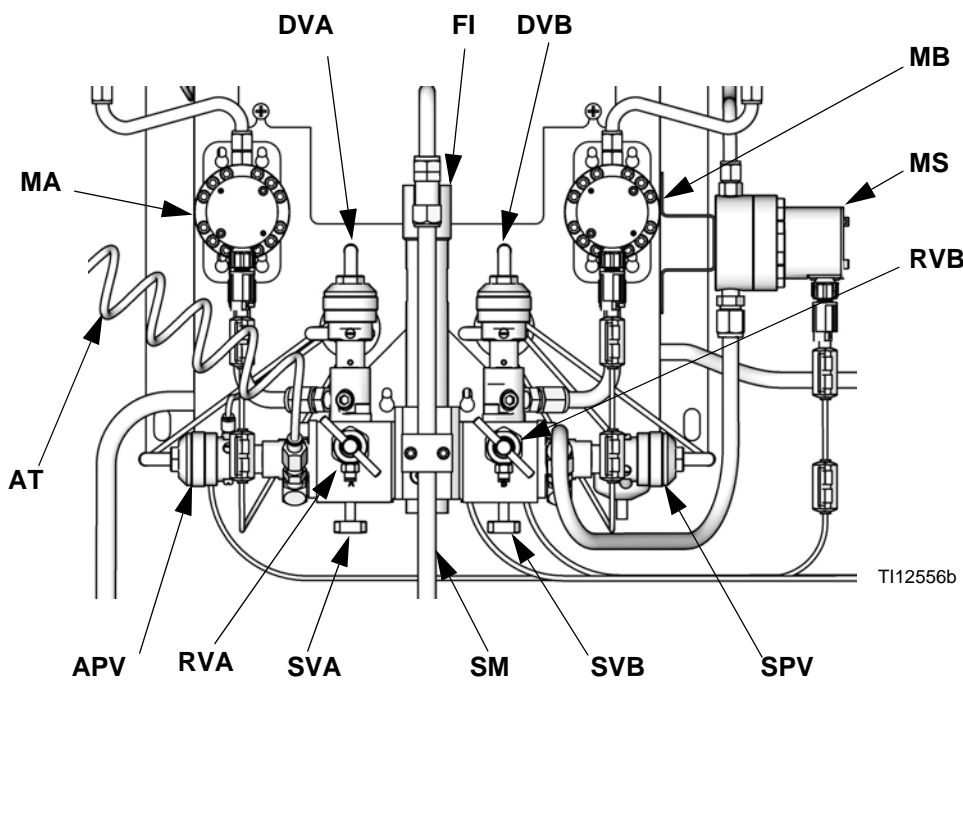 DVA FI DVB
MB
MA
MS
RVB
AT
TI12556b
APV RVA SVA SM SVB SPV